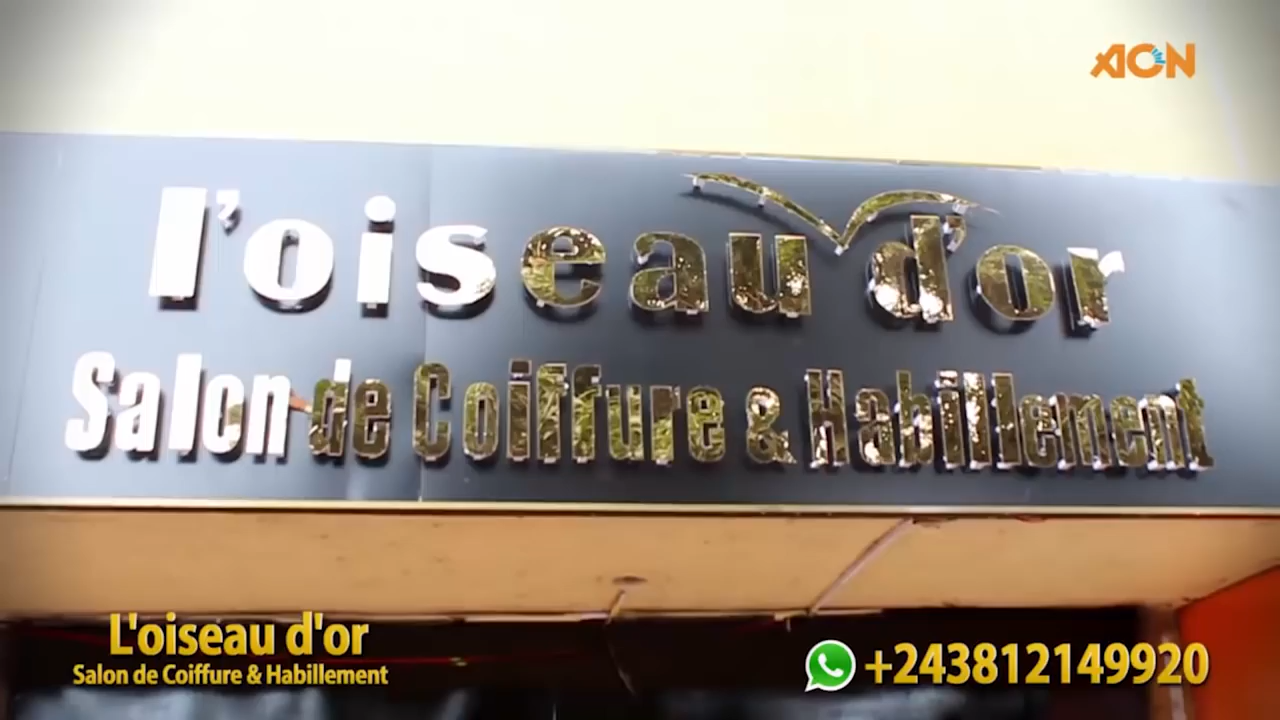 ACN
l'oiseau d'or
Salon de Coiffure & Habillement
L'oiseau d'or
Salon de Coiffure & Habillement
+243812149920